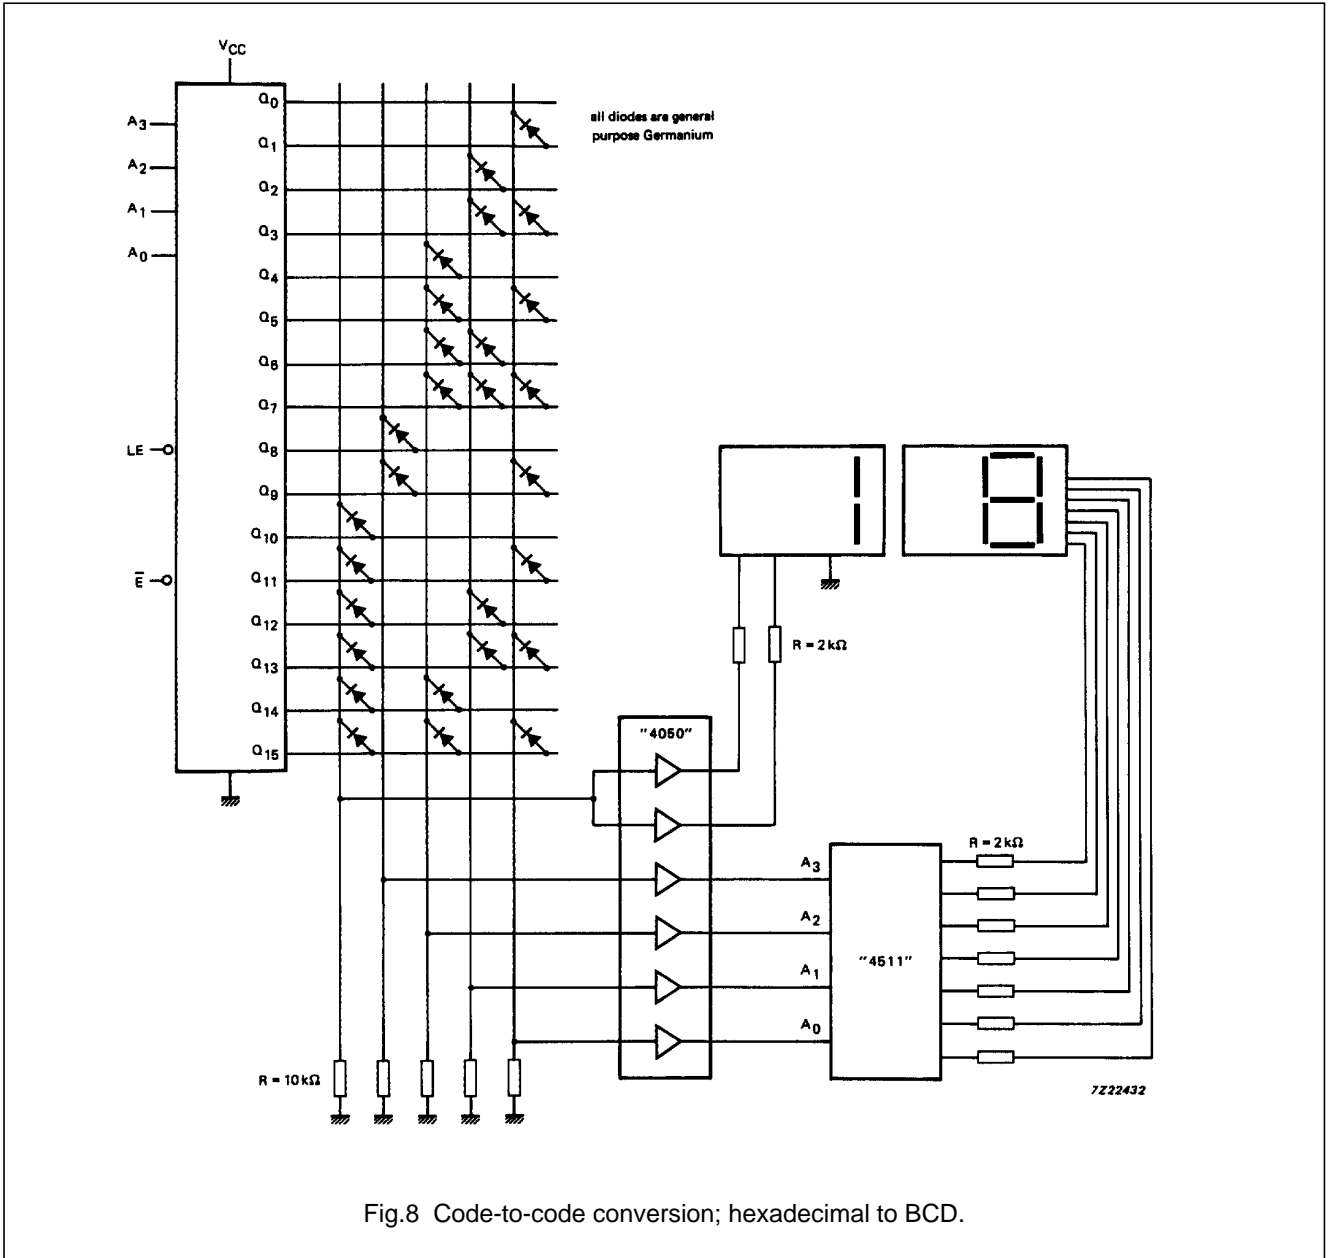 VCC
A3
A2
A1
A0
LE
E̅
Q0
Q1
Q2
Q3
Q4
Q5
Q6
Q7
Q8
Q9
Q10
Q11
Q12
Q13
Q14
Q15
all diodes are general
purpose Germanium
R = 2 kΩ
"4050"
A3
A2
A1
A0
"4511"
R = 2 kΩ
R = 10 kΩ
7Z22432
Fig.8 Code-to-code conversion; hexadecimal to BCD.